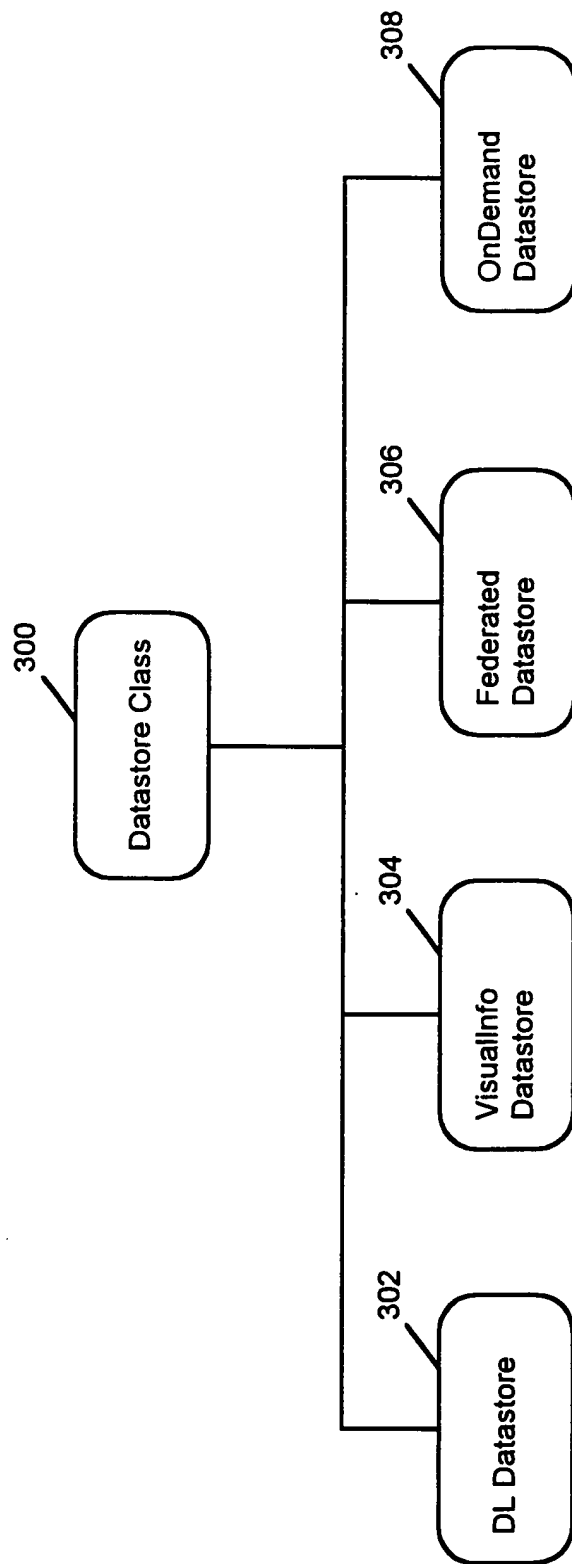 300
Datastore Class
302
DL Datastore
304
VisualInfo
Datastore
306
Federated
Datastore
308
OnDemand
Datastore